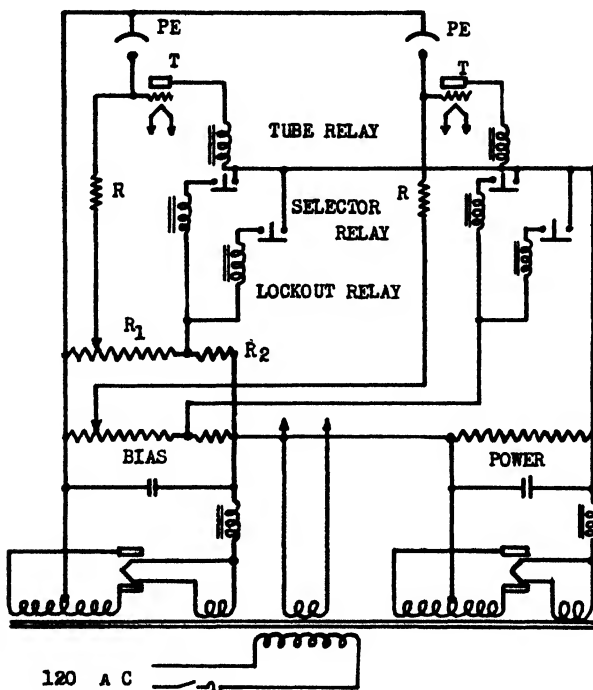 PE
PE
T
T
TUBE RELAY
R
SELECTOR
RELAY
R
LOCKOUT RELAY
R1
R2
BIAS
POWER
120 A C